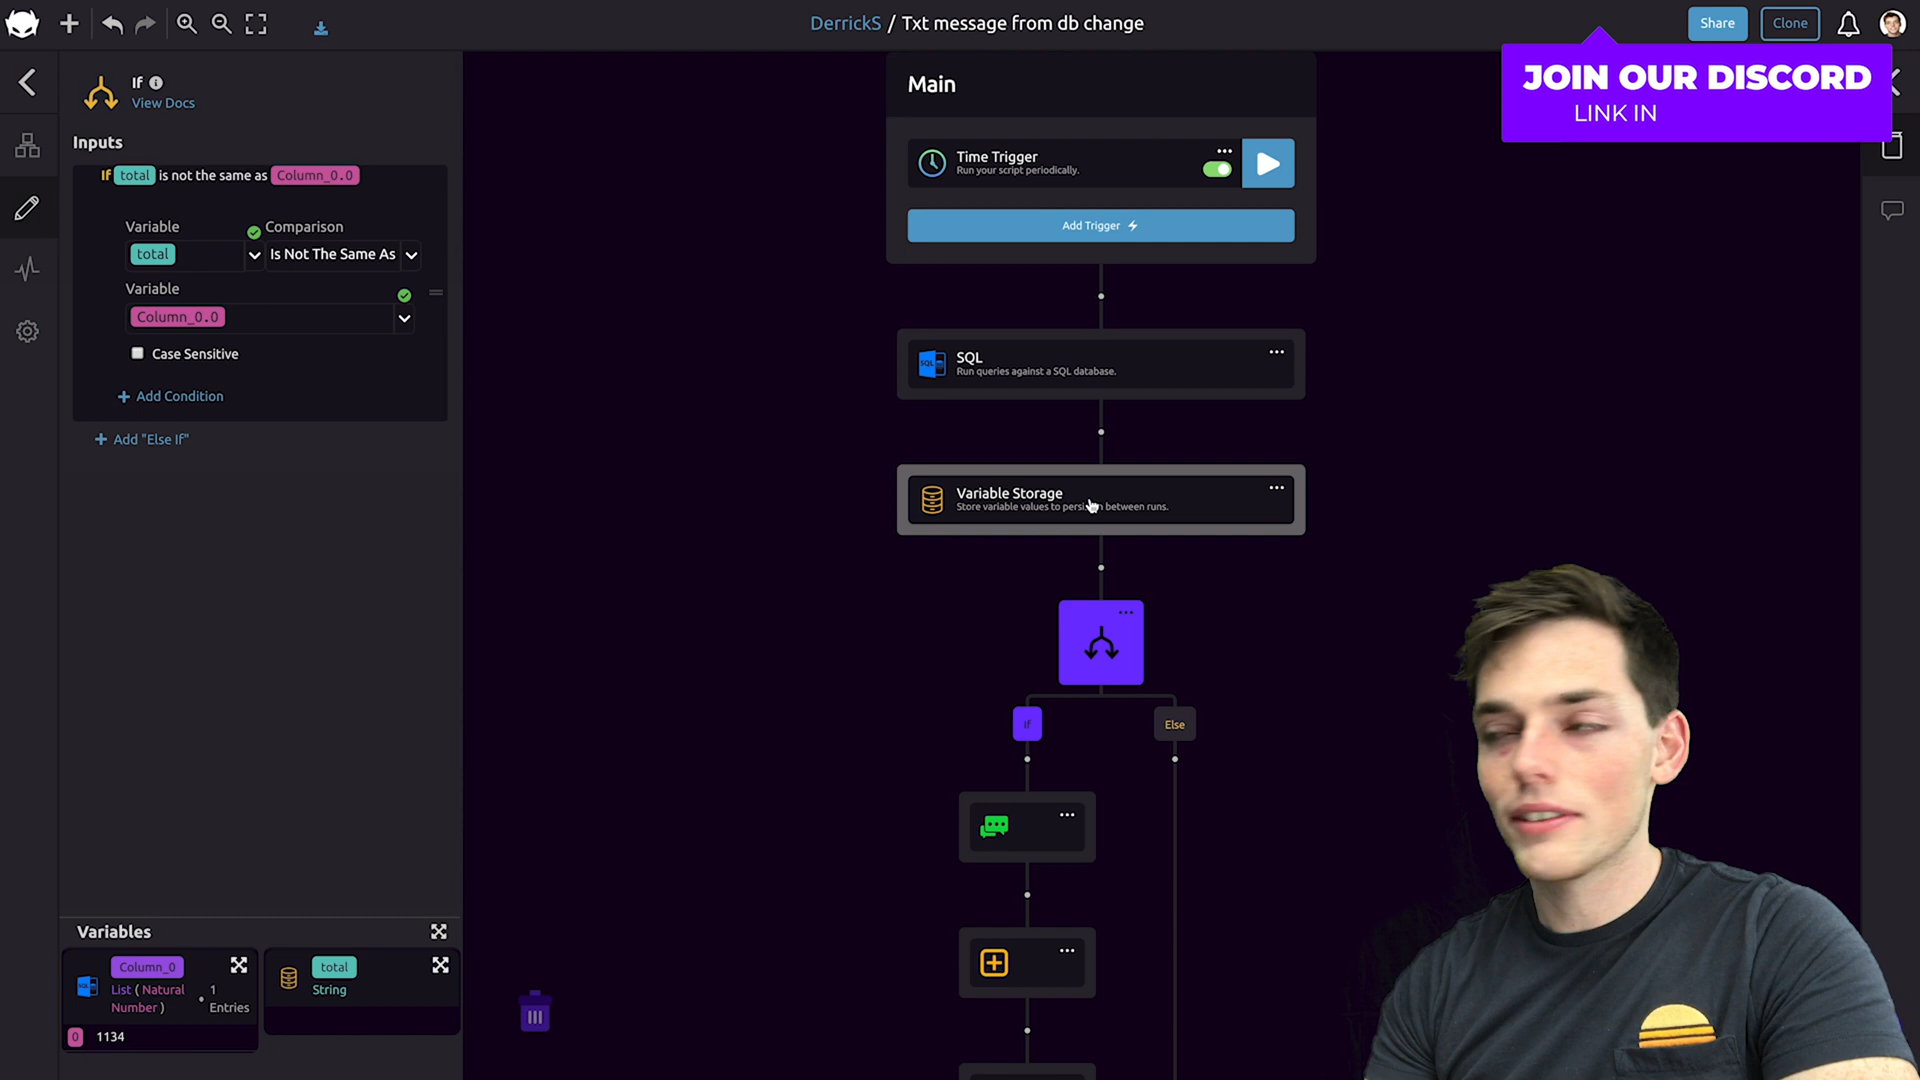 DerrickS / Txt message from db change
Share
Clone
JOIN OUR DISCORD
LINK IN
If
View Docs
Inputs
If total is not the same as Column_0.0
Variable
Comparison
total
Is Not The Same As
Variable
Column_0.0
Case Sensitive
+ Add Condition
+ Add "Else If"
Main
Time Trigger
Run your script periodically.
Add Trigger
SQL
SQL
Run queries against a SQL database.
Variable Storage
Store variable values to between runs.
If
Else
Variables
SQL
Column_0
List ( Natural
Number )
1
Entries
0
1134
total
String